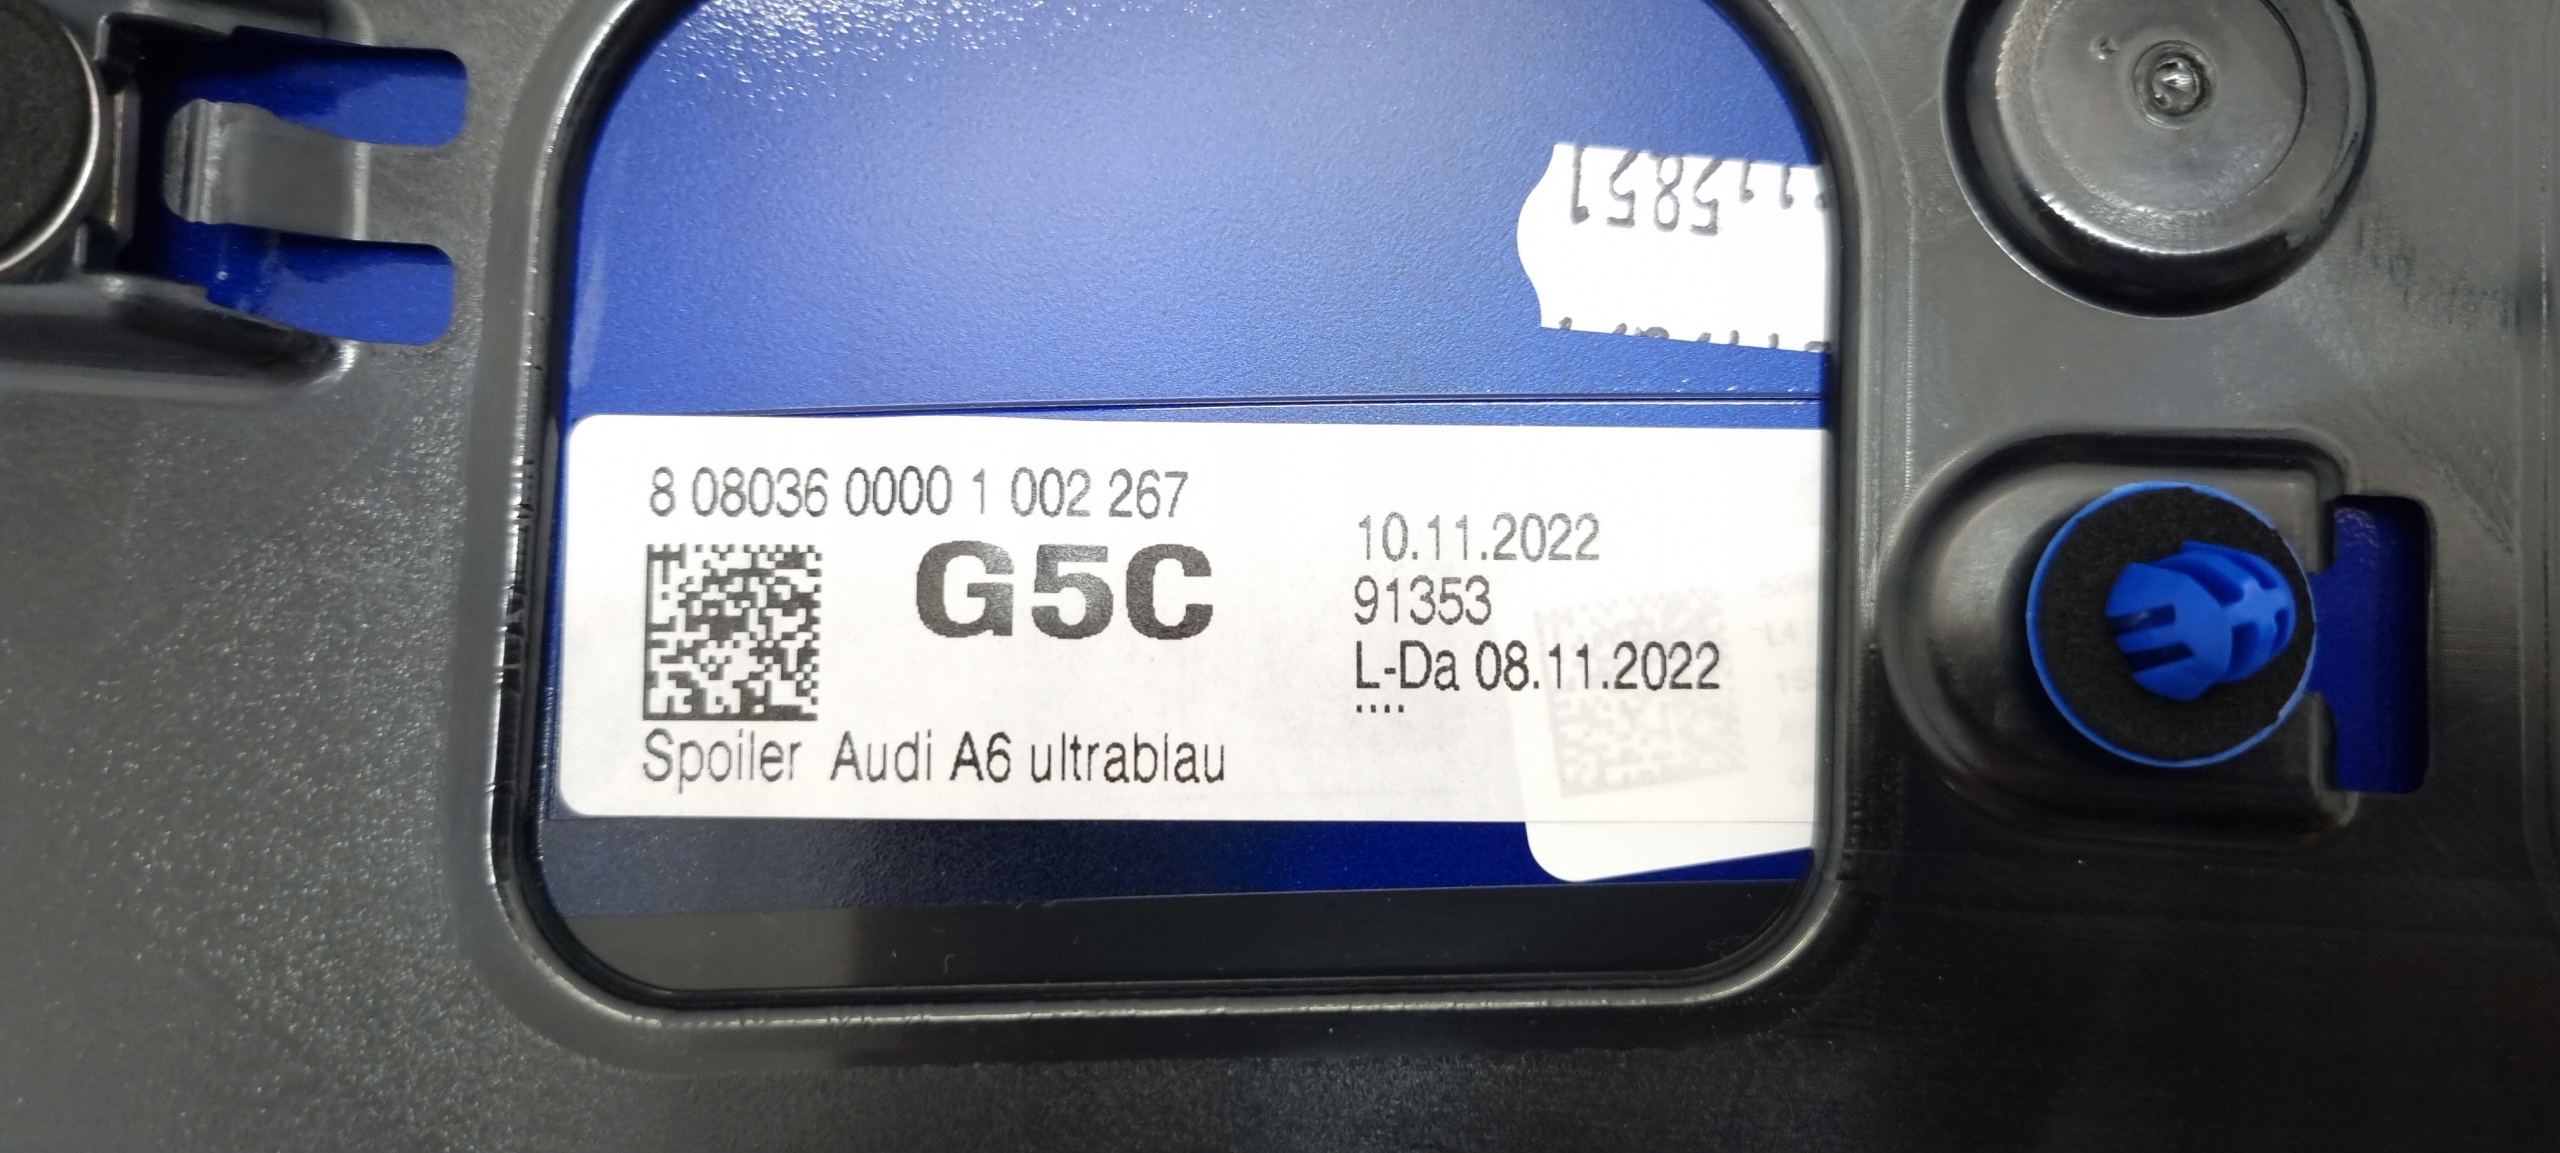 115851
8 08036 0000 1 002 267
G5C
10.11.2022
91353
L-Da 08.11.2022
....
Spoiler Audi A6 ultrablau